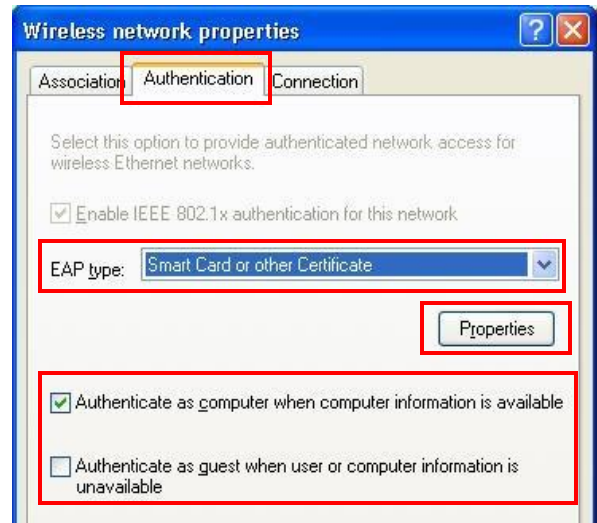 Wireless network properties
Association Authentication Connection
Select this option to provide authenticated network access for
wireless Ethernet networks.
Enable IEEE 802.1x authentication for this network
EAP type: Smart Card or other Certificate
Properties
Authenticate as computer when computer information is available
Authenticate as guest when user or computer information is
unavailable